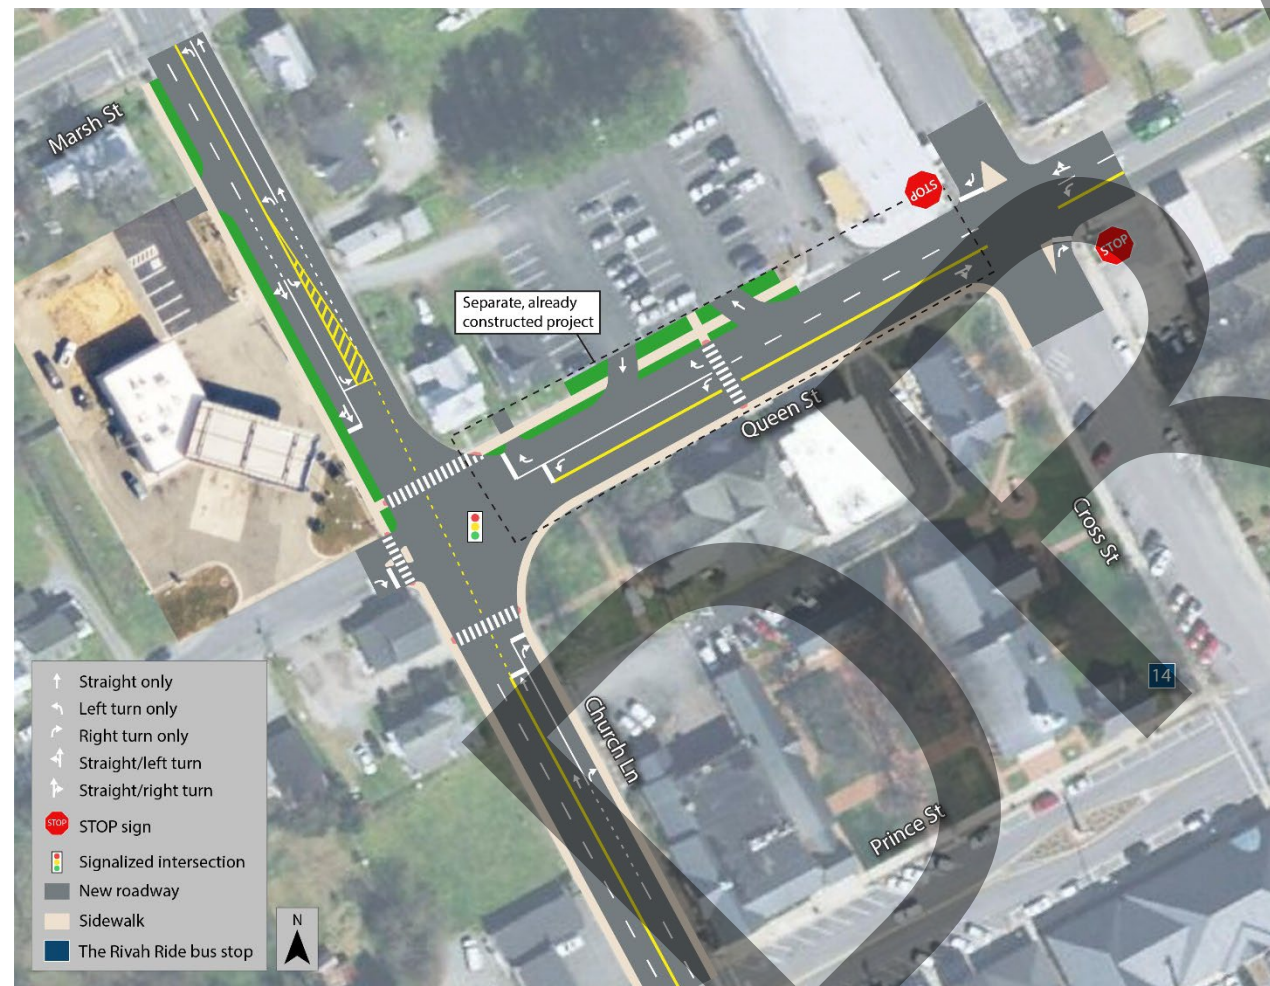 Marsh St
STOP
STOP
Separate, already
constructed project
Queen St
Cross St
14
Church Ln
Prince St
Straight only
Left turn only
Right turn only
Straight/left turn
Straight/right turn
STOP
STOP sign
Signalized intersection
New roadway
Sidewalk
The Rivah Ride bus stop
N
DR